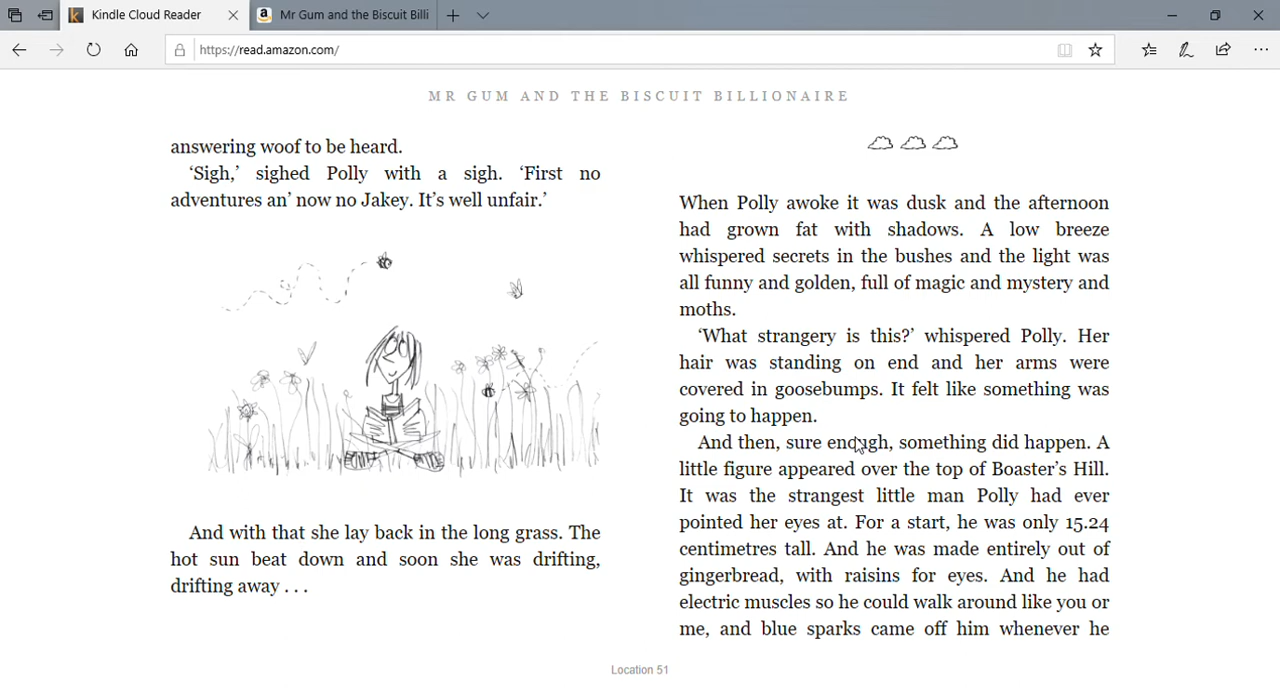 Kindle Cloud Reader
Mr Gum and the Biscuit Billi
https://read.amazon.com/
MR GUM AND THE BISCUIT BILLIONAIRE
answering woof to be heard.
‘Sigh,’ sighed Polly with a sigh. ‘First no
adventures an’ now no Jakey. It’s well unfair.’
And with that she lay back in the long grass. The
hot sun beat down and soon she was drifting,
drifting away . . .
When Polly awoke it was dusk and the afternoon
had grown fat with shadows. A low breeze
whispered secrets in the bushes and the light was
all funny and golden, full of magic and mystery and
moths.
‘What strangery is this?’ whispered Polly. Her
hair was standing on end and her arms were
covered in goosebumps. It felt like something was
going to happen.
And then, sure enough, something did happen. A
little figure appeared over the top of Boaster’s Hill.
It was the strangest little man Polly had ever
pointed her eyes at. For a start, he was only 15.24
centimetres tall. And he was made entirely out of
gingerbread, with raisins for eyes. And he had
electric muscles so he could walk around like you or
me, and blue sparks came off him whenever he
Location 51